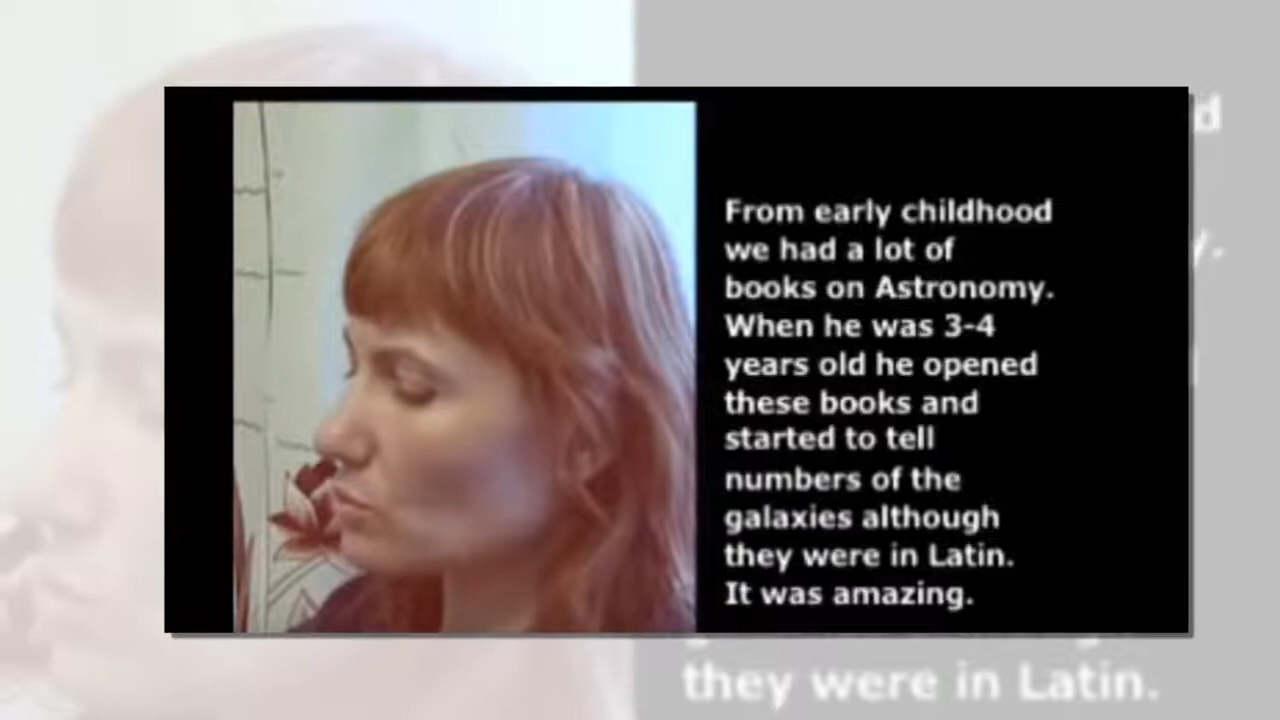 From early childhood
we had a lot of
books on Astronomy.
When he was 3-4
years old he opened
these books and
started to tell
numbers of the
galaxies although
they were in Latin.
It was amazing.
d
y.
they were in Latin.